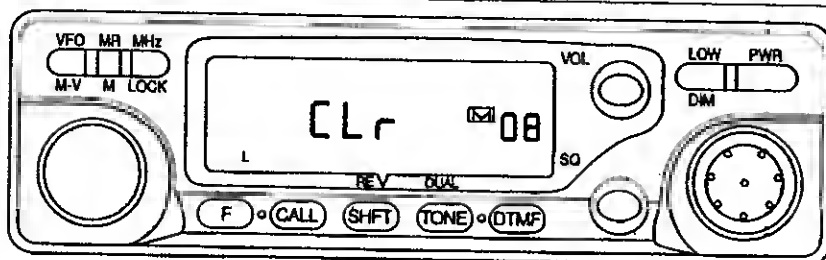 VFO MR MHz
M-V M LOCK
VOL
LOW PWR
DIM
CLr M 08
L
SQ
REV DUAL
F CALL SHFT TONE DTMF